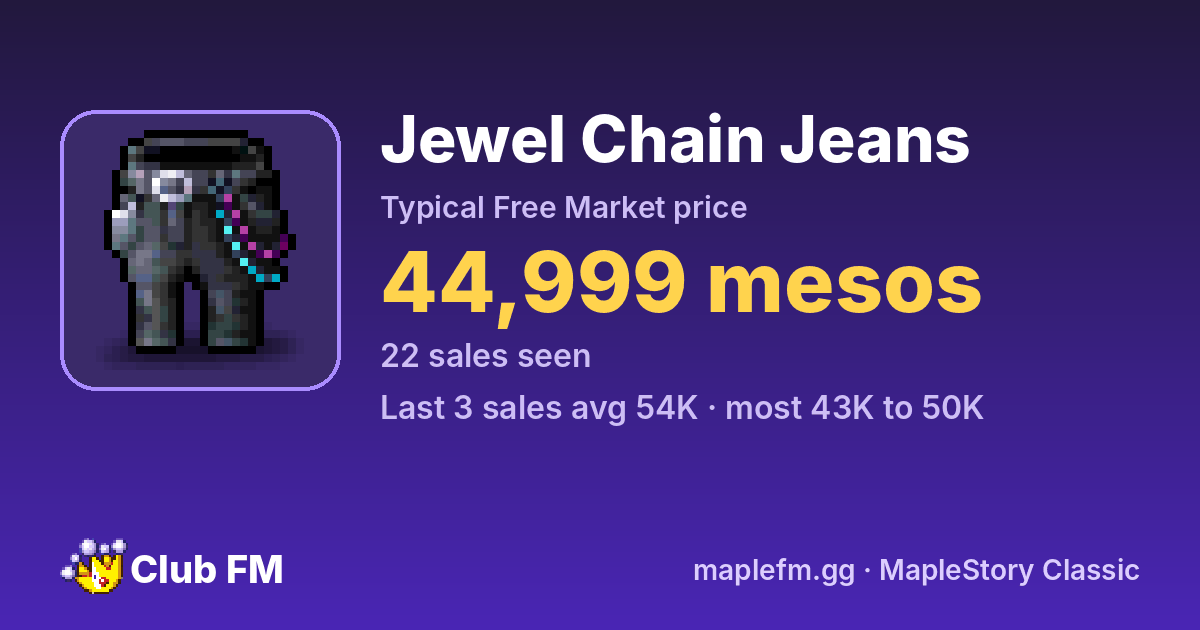 Jewel Chain Jeans
Typical Free Market price
44,999 mesos
22 sales seen
Last 3 sales avg 54K · most 43K to 50K
Club FM
maplefm.gg · MapleStory Classic